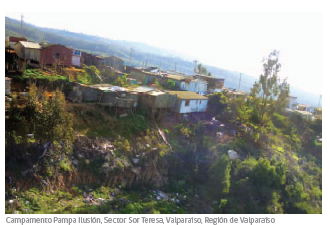 Campamento Pampa Ilusión, Sector Sor Teresa, Valparaíso, Región de Valparaíso